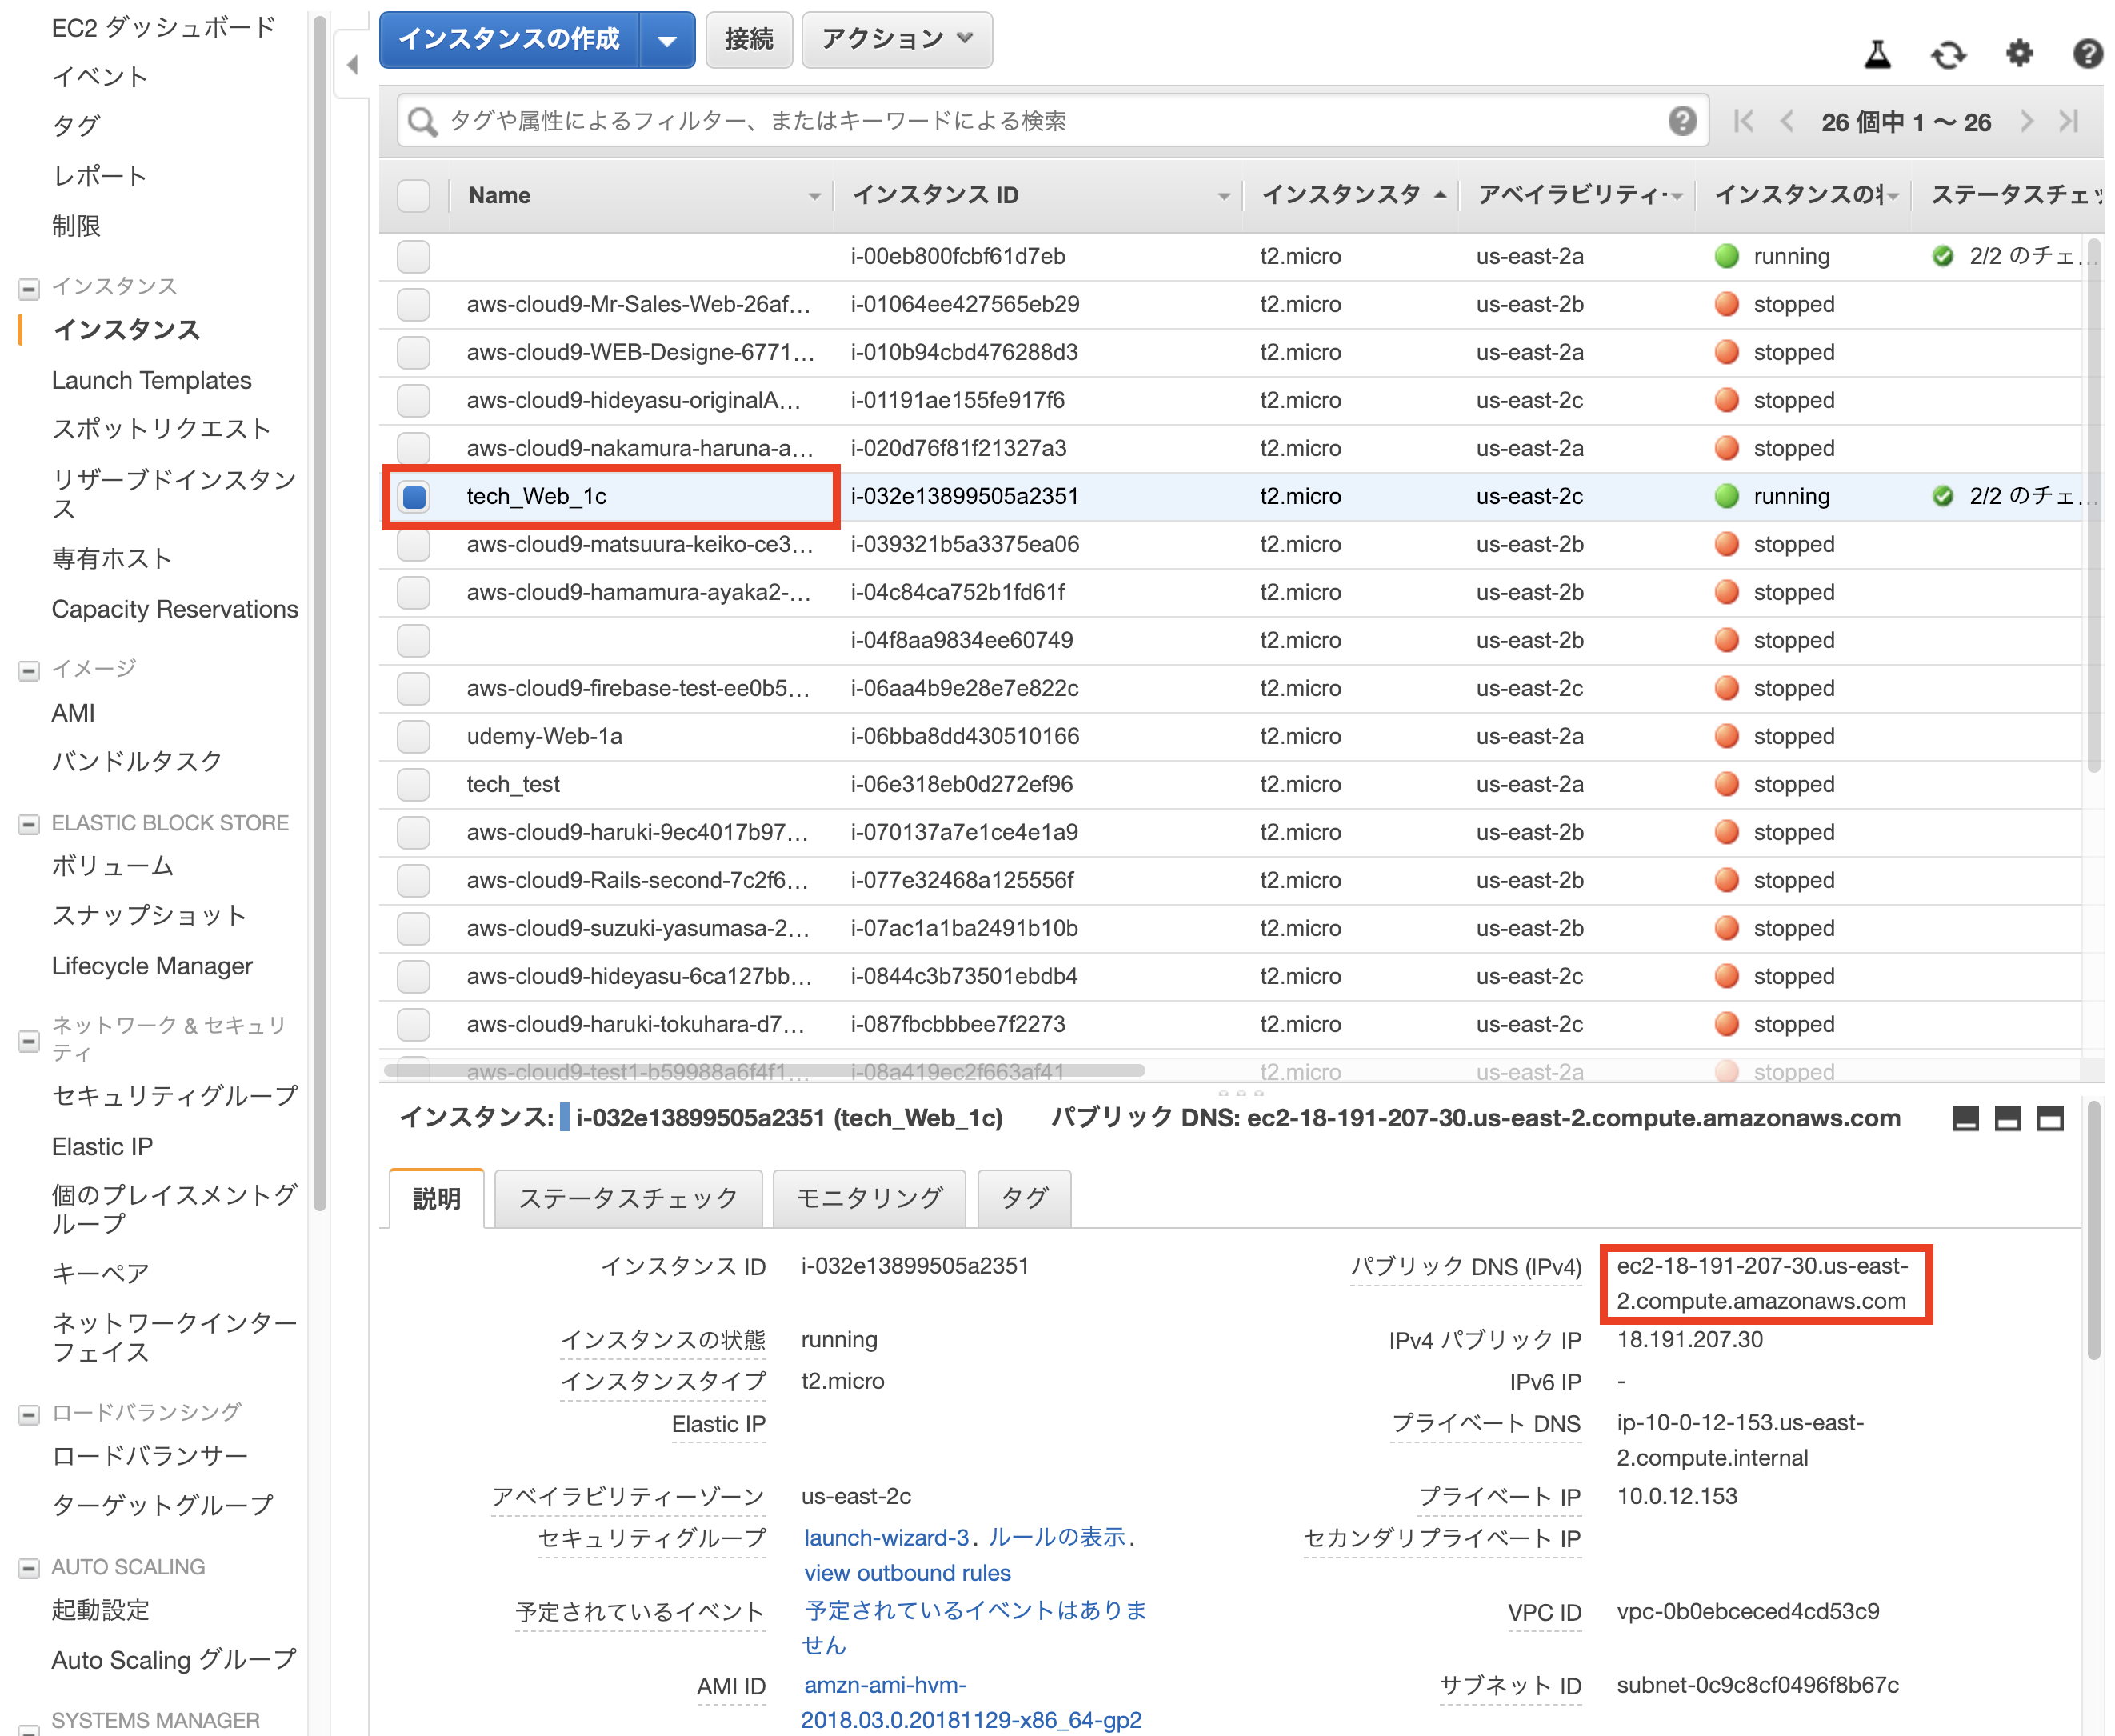 EC2 ダッシュボード
イベント
タグ
レポート
制限
インスタンス
インスタンス
Launch Templates
スポットリクエスト
リザーブドインスタン
ス
専有ホスト
Capacity Reservations
イメージ
AMI
バンドルタスク
ELASTIC BLOCK STORE
ボリューム
スナップショット
Lifecycle Manager
ネットワーク & セキュリ
ティ
セキュリティグループ
Elastic IP
個のプレイスメントグ
ループ
キーペア
ネットワークインター
フェイス
ロードバランシング
ロードバランサー
ターゲットグループ
AUTO SCALING
起動設定
Auto Scaling グループ
SYSTEMS MANAGER
インスタンスの作成 接続 アクション
タグや属性によるフィルター、またはキーワードによる検索 26 個中 1 〜 26
Name インスタンス ID インスタンスタ アベイラビリティ インスタンスの ステータスチェッ
i-00eb800fcbf61d7eb t2.micro us-east-2a running 2/2 のチェ...
aws-cloud9-Mr-Sales-Web-26af... i-01064ee427565eb29 t2.micro us-east-2b stopped
aws-cloud9-WEB-Designe-6771... i-010b94cbd476288d3 t2.micro us-east-2a stopped
aws-cloud9-hideyasu-originalA... i-01191ae155fe917f6 t2.micro us-east-2c stopped
aws-cloud9-nakamura-haruna-a... i-020d76f81f21327a3 t2.micro us-east-2a stopped
tech_Web_1c i-032e13899505a2351 t2.micro us-east-2c running 2/2 のチェ...
aws-cloud9-matsuura-keiko-ce3... i-039321b5a3375ea06 t2.micro us-east-2b stopped
aws-cloud9-hamamura-ayaka2-... i-04c84ca752b1fd61f t2.micro us-east-2b stopped
i-04f8aa9834ee60749 t2.micro us-east-2b stopped
aws-cloud9-firebase-test-ee0b5... i-06aa4b9e28e7e822c t2.micro us-east-2c stopped
udemy-Web-1a i-06bba8dd430510166 t2.micro us-east-2a stopped
tech_test i-06e318eb0d272ef96 t2.micro us-east-2a stopped
aws-cloud9-haruki-9ec4017b97... i-070137a7e1ce4e1a9 t2.micro us-east-2b stopped
aws-cloud9-Rails-second-7c2f6... i-077e32468a125556f t2.micro us-east-2b stopped
aws-cloud9-suzuki-yasumasa-2... i-07ac1a1ba2491b10b t2.micro us-east-2b stopped
aws-cloud9-hideyasu-6ca127bb... i-0844c3b73501ebdb4 t2.micro us-east-2c stopped
aws-cloud9-haruki-tokuhara-d7... i-087fbcbbbee7f2273 t2.micro us-east-2c stopped
aws-cloud9-test1-b59988a6f4f1... i-08a419ec2f663af41 t2.micro us-east-2a stopped
インスタンス: i-032e13899505a2351 (tech_Web_1c) パブリック DNS: ec2-18-191-207-30.us-east-2.compute.amazonaws.com
説明 ステータスチェック モニタリング タグ
インスタンス ID i-032e13899505a2351 パブリック DNS (IPv4) ec2-18-191-207-30.us-east-
2.compute.amazonaws.com
インスタンスの状態 running IPv4 パブリック IP 18.191.207.30
インスタンスタイプ t2.micro IPv6 IP -
Elastic IP プライベート DNS ip-10-0-12-153.us-east-
2.compute.internal
アベイラビリティーゾーン us-east-2c プライベート IP 10.0.12.153
セキュリティグループ launch-wizard-3. ルールの表示. セカンダリプライベート IP
view outbound rules
予定されているイベント 予定されているイベントはありま VPC ID vpc-0b0ebceced4cd53c9
せん
AMI ID amzn-ami-hvm- サブネット ID subnet-0c9c8cf0496f8b67c
2018.03.0.20181129-x86_64-gp2